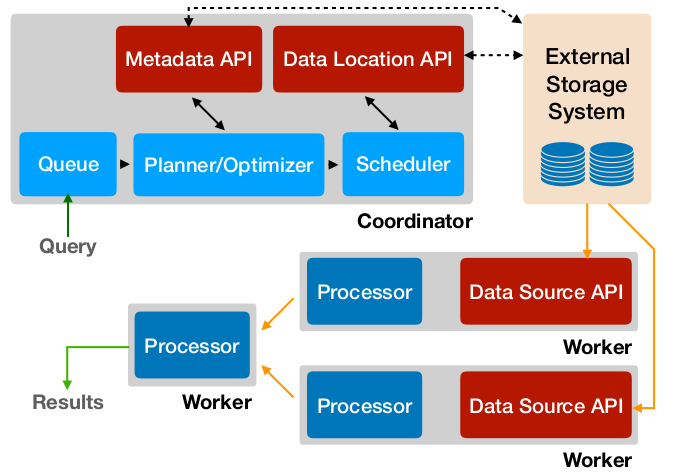 Metadata API
Data Location API
External
Storage
System
Queue
Planner/Optimizer
Scheduler
Coordinator
Query
Processor
Data Source API
Worker
Processor
Worker
Results
Processor
Data Source API
Worker